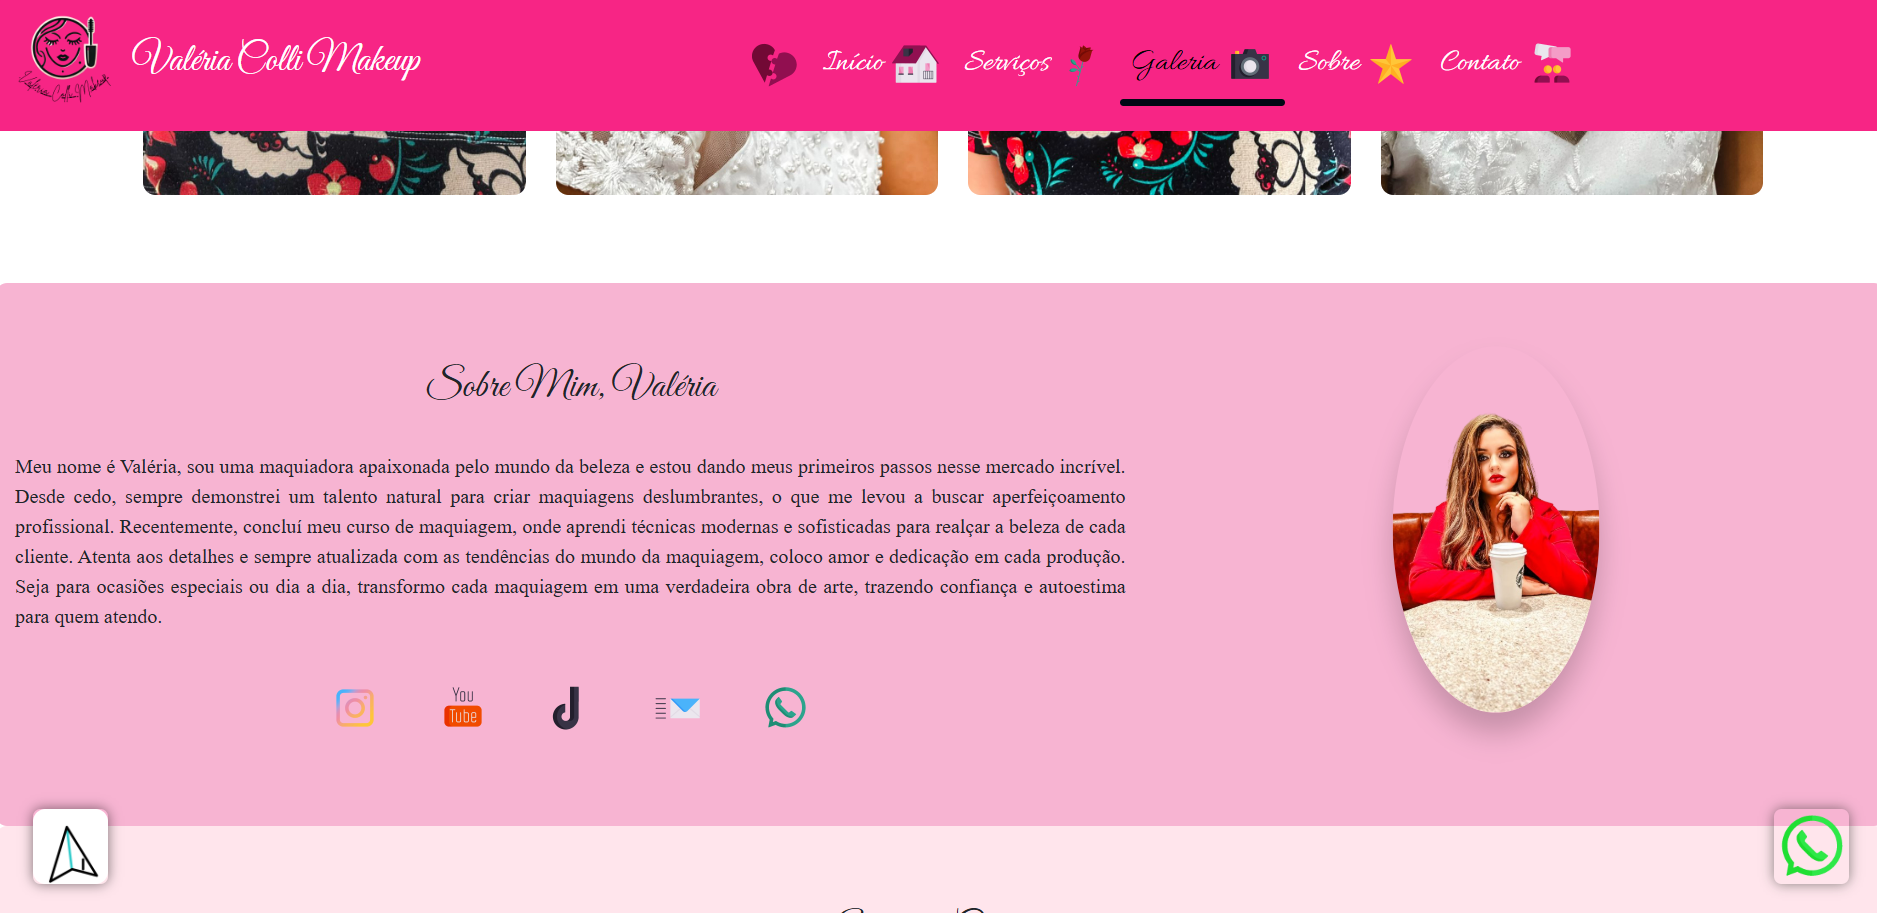 Valéria Colli Makeup
Valéria Colli Makeup
Início
Serviços
Galeria
Sobre
Contato
Sobre Mim, Valéria
Meu nome é Valéria, sou uma maquiadora apaixonada pelo mundo da beleza e estou dando meus primeiros passos nesse mercado incrível.
Desde cedo, sempre demonstrei um talento natural para criar maquiagens deslumbrantes, o que me levou a buscar aperfeiçoamento
profissional. Recentemente, concluí meu curso de maquiagem, onde aprendi técnicas modernas e sofisticadas para realçar a beleza de cada
cliente. Atenta aos detalhes e sempre atualizada com as tendências do mundo da maquiagem, coloco amor e dedicação em cada produção.
Seja para ocasiões especiais ou dia a dia, transformo cada maquiagem em uma verdadeira obra de arte, trazendo confiança e autoestima
para quem atendo.
You
Tube